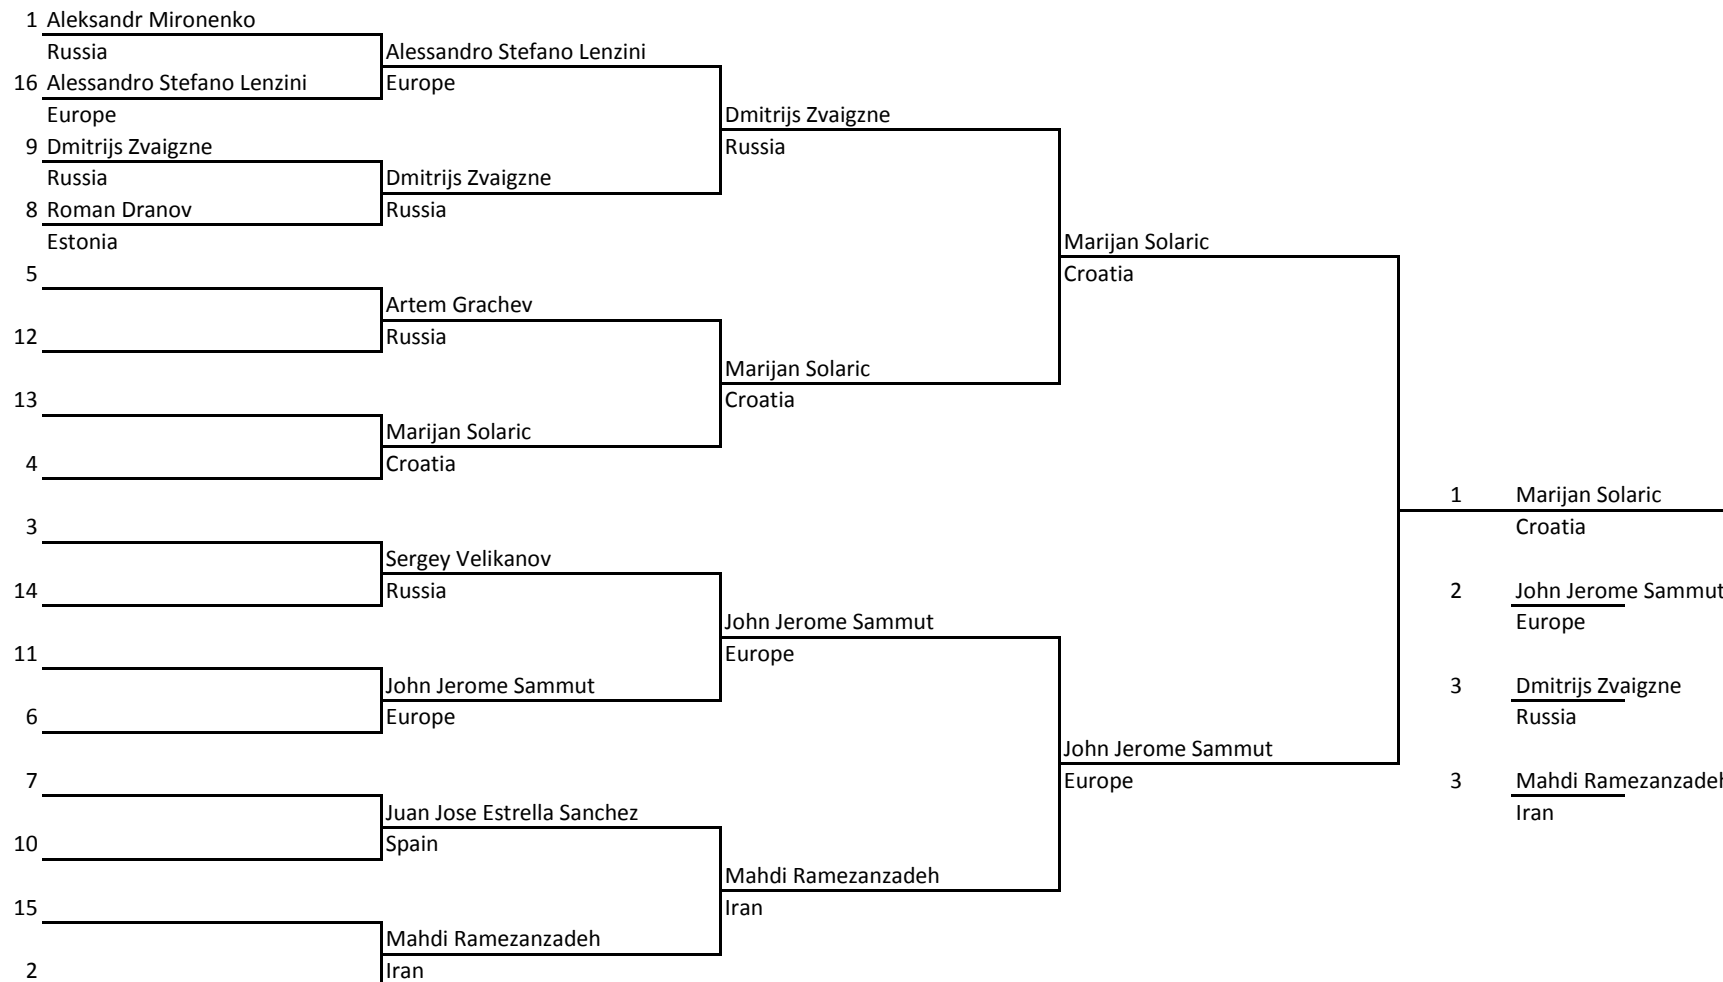 1 Aleksandr Mironenko
Russia
Alessandro Stefano Lenzini
16 Alessandro Stefano Lenzini
Europe
Europe
Dmitrijs Zvaigzne
9 Dmitrijs Zvaigzne
Russia
Russia
Dmitrijs Zvaigzne
8 Roman Dranov
Russia
Estonia
Marijan Solaric
5
Croatia
Artem Grachev
12
Russia
Marijan Solaric
13
Croatia
Marijan Solaric
4
Croatia
1 Marijan Solaric
3
Croatia
Sergey Velikanov
14
Russia
2 John Jerome Sammut
John Jerome Sammut
Europe
11
Europe
John Jerome Sammut
3 Dmitrijs Zvaigzne
6
Europe
Russia
John Jerome Sammut
7
Europe
3 Mahdi Ramezanzadeh
Juan Jose Estrella Sanchez
Iran
10
Spain
Mahdi Ramezanzadeh
15
Iran
Mahdi Ramezanzadeh
2
Iran